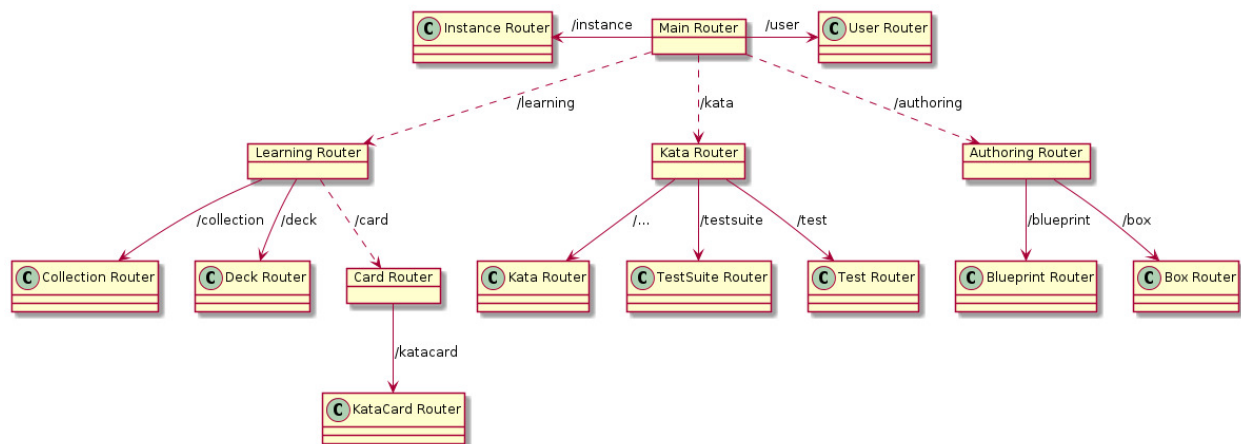 C Instance Router
/instance
Main Router
/user
C User Router
/learning
/kata
/authoring
Learning Router
Kata Router
Authoring Router
/collection
/deck
/card
/...
/testsuite
/test
/blueprint
/box
C Collection Router
C Deck Router
Card Router
C Kata Router
C TestSuite Router
C Test Router
C Blueprint Router
C Box Router
/katacard
C KataCard Router